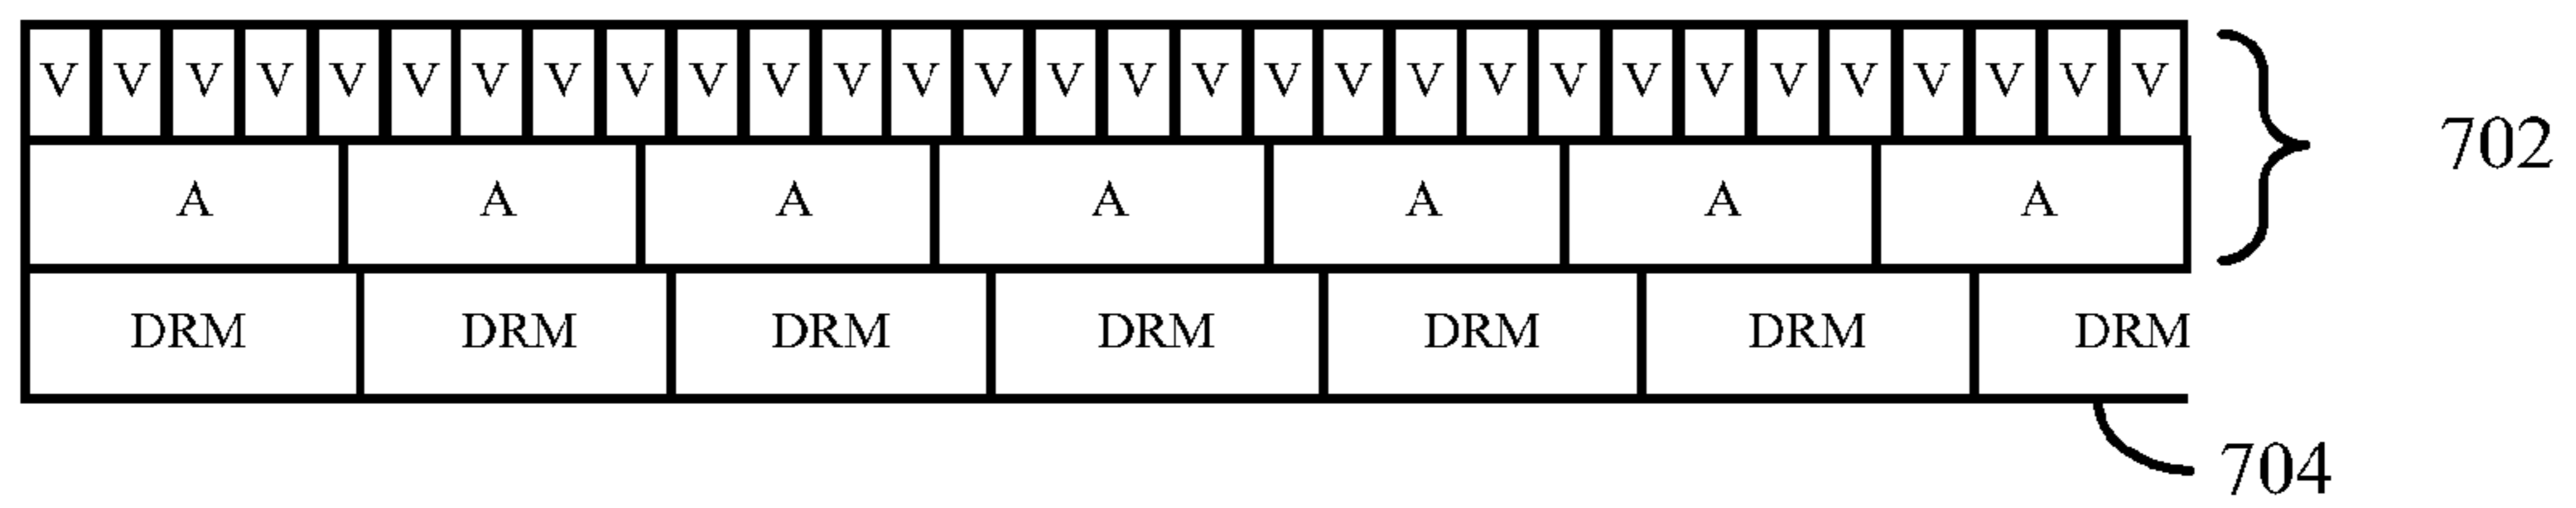 V V V V V V V V V V V V V V V V V V V V V V V V V V V V V V
702
A A A A A A A
DRM DRM DRM DRM DRM DRM DRM
704